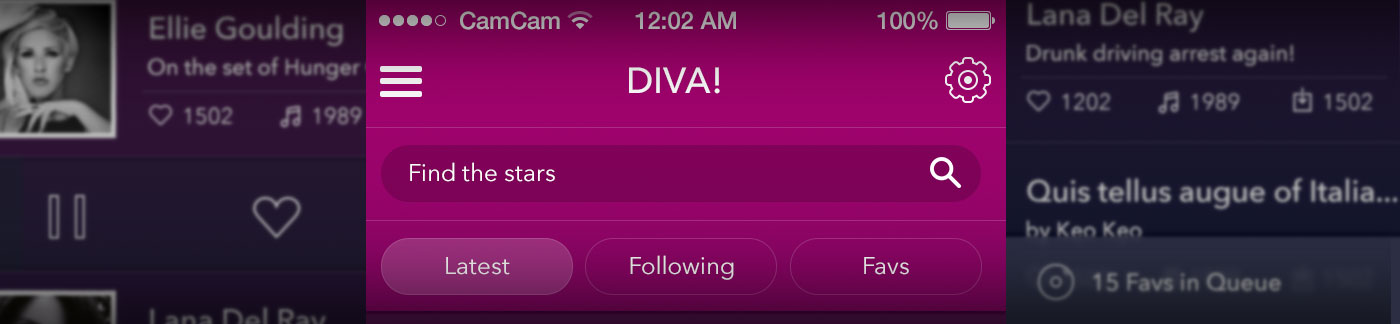 Ellie Goulding
On the set of Hunger
1502 1989
Lana Del Ray
CamCam 12:02 AM 100%
DIVA!
Find the stars
Latest Following Favs
Lana Del Ray
Drunk driving arrest again!
1202 1989 1502
Quis tellus augue of Italia...
by Keo Keo
15 Favs in Queue